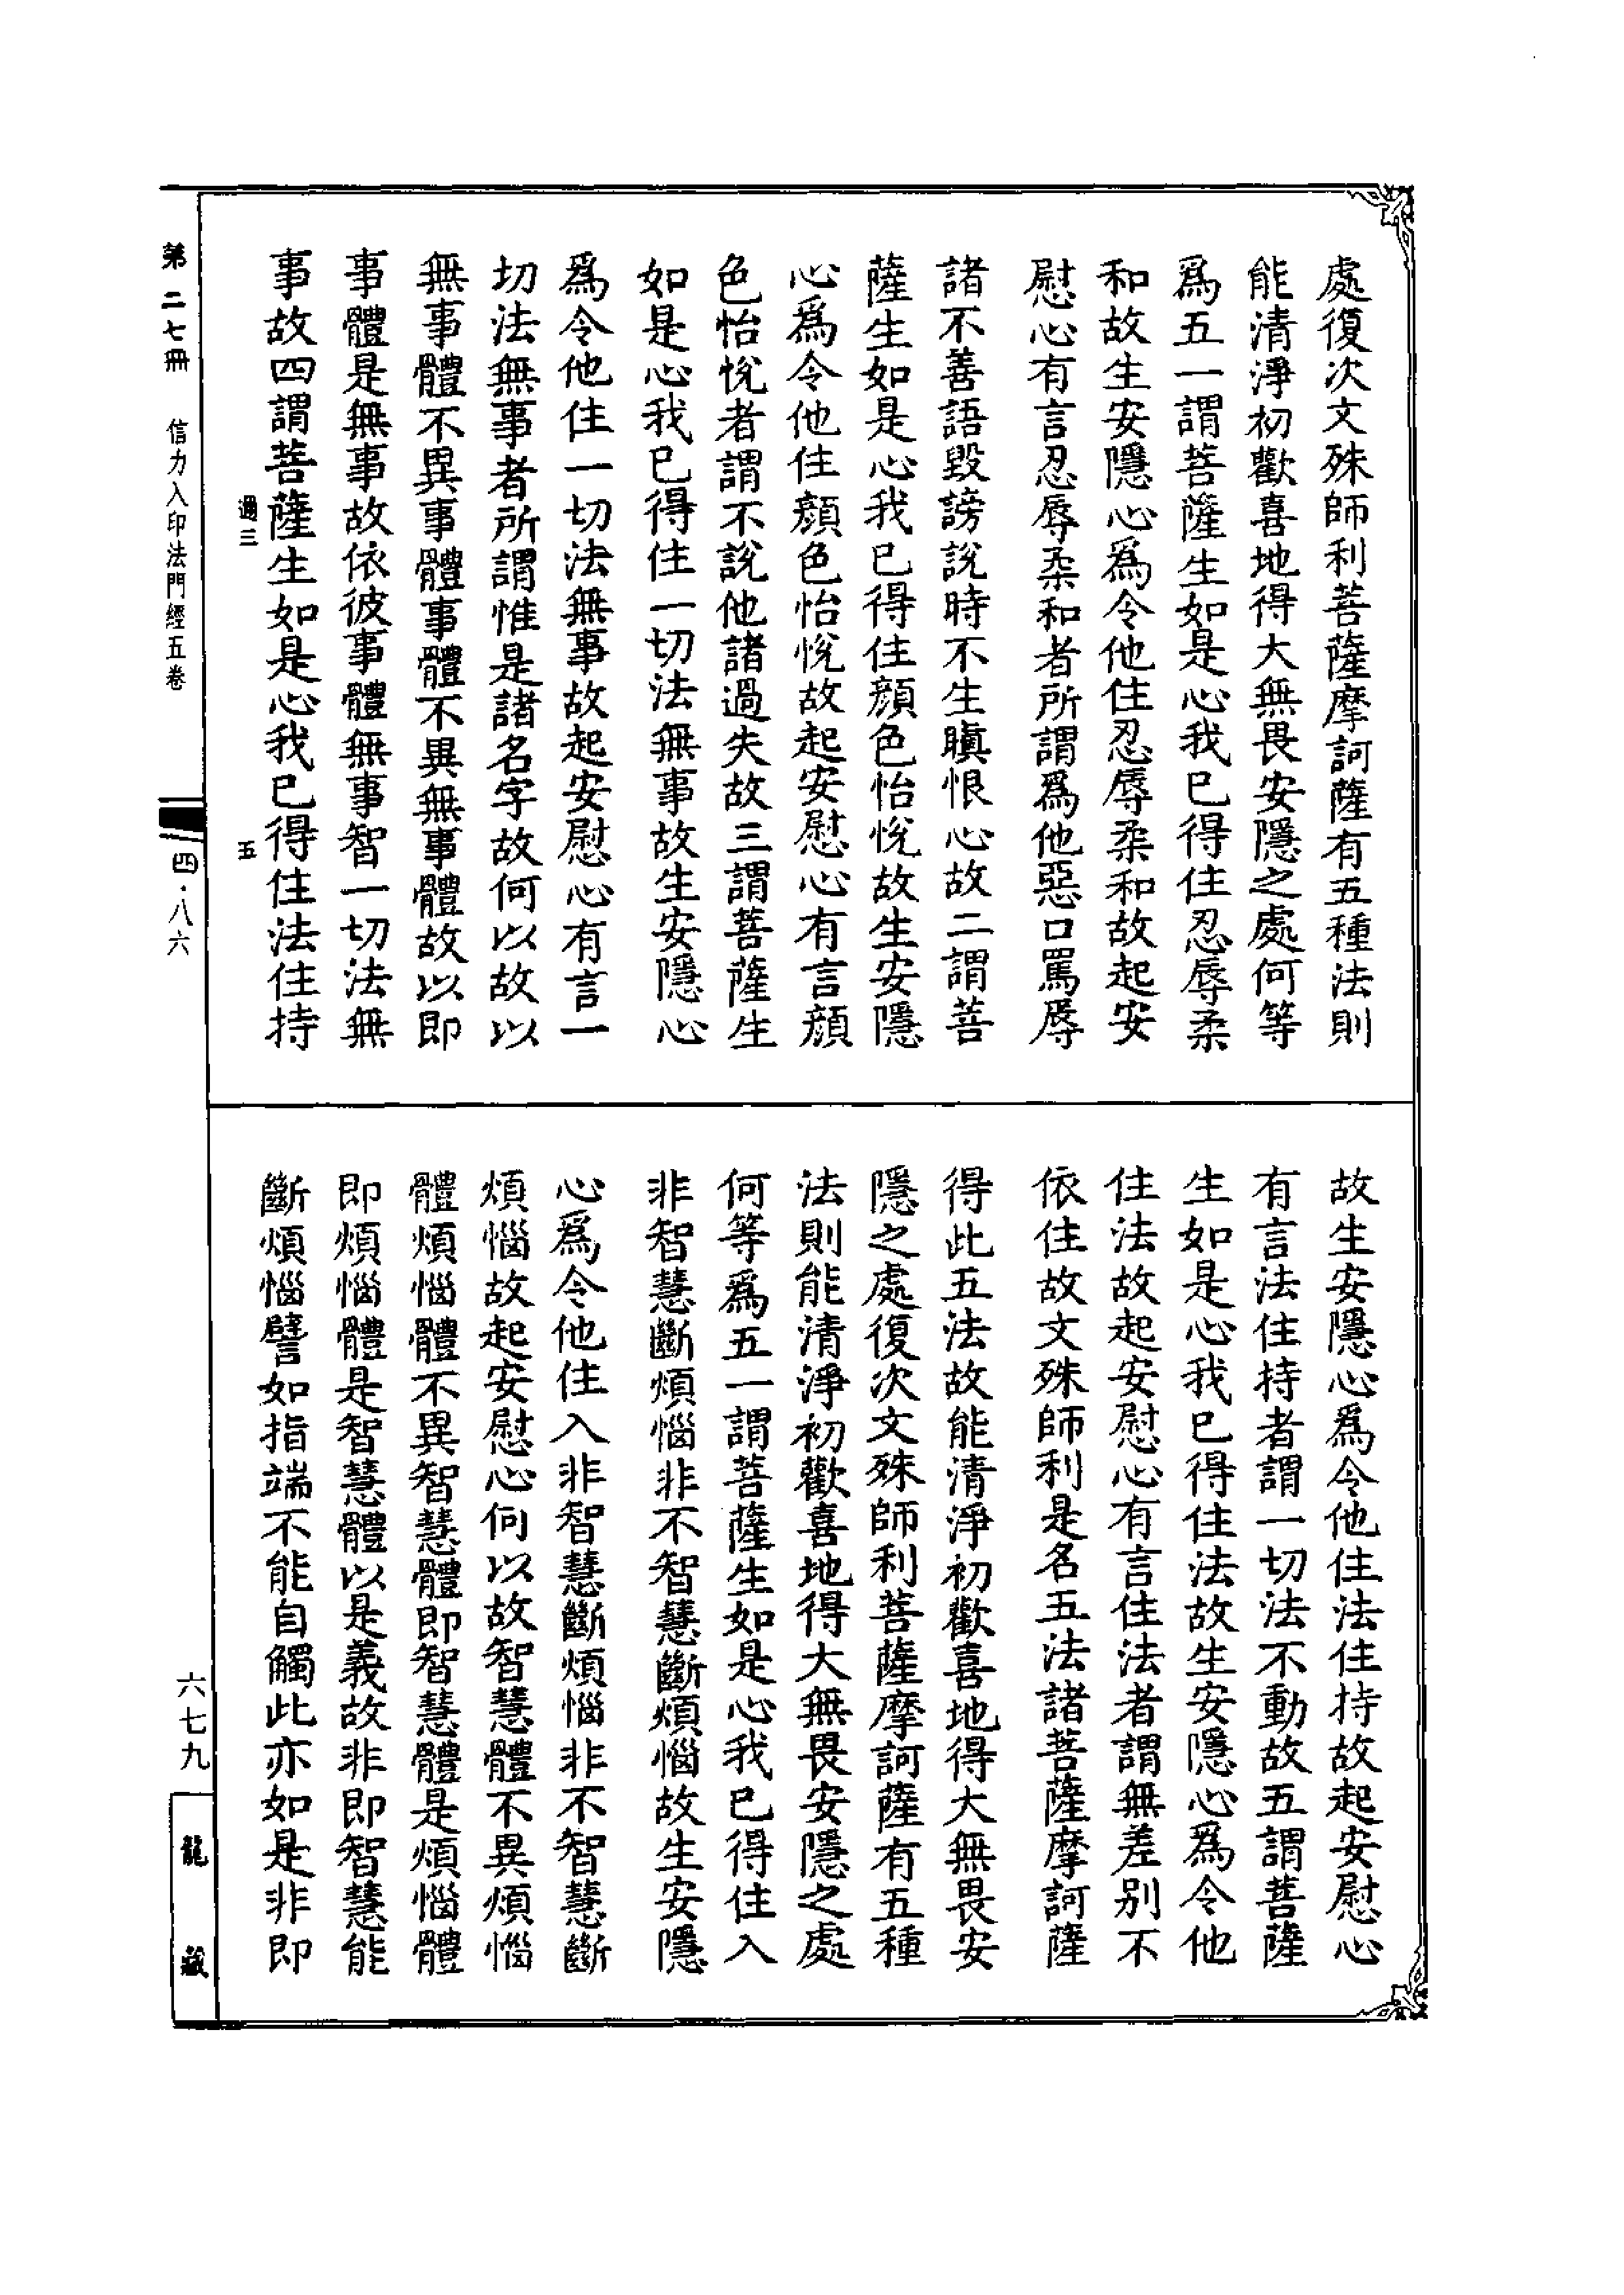 處復次文殊師利菩薩摩訶薩有五種法則
能清淨初歡喜地得大無畏安隱之處何等
爲五一謂菩薩生如是心我已得住忍辱柔
和故生安隱心爲令他住忍辱柔和故起安
慰心有言忍辱柔和者所謂爲他惡口罵辱
諸不善語毀謗說時不生瞋恨心故二謂菩
薩生如是心我已得住顏色怡悅故生安隱
心爲令他住顏色怡悅故起安慰心有言顏
色怡悅者謂不說他諸過失故三謂菩薩生
如是心我已得住一切法無事故生安隱心
爲令他住一切法無事故起安慰心有言一
切法無事者所謂惟是諸名字故何以故以
無事體不異事體事體不異無事體故以即
事體是無事故依彼事體無事智一切法無
事故四謂菩薩生如是心我已得住法住持
過三
五
故生安隱心爲令他住法住持故起安慰心
有言法住持者謂一切法不動故五謂菩薩
生如是心我已得住法故生安隱心爲令他
住法故起安慰心有言住法者謂無差别不
依住故文殊師利是名五法諸菩薩摩訶薩
得此五法故能清淨初歡喜地得大無畏安
隱之處復次文殊師利菩薩摩訶薩有五種
法則能清淨初歡喜地得大無畏安隱之處
何等爲五一謂菩薩生如是心我已得住入
非智慧斷煩惱非不智慧斷煩惱故生安隱
心爲令他住入非智慧斷煩惱非不智慧斷
煩惱故起安慰心何以故智慧體不異煩惱
體煩惱體不異智慧體即智慧體是煩惱體
即煩惱體是智慧體以是義故非即智慧能
斷煩惱譬如指端不能自觸此亦如是非即
第二七冊
信力入印法門經五卷
四·八六
六七九
龍藏